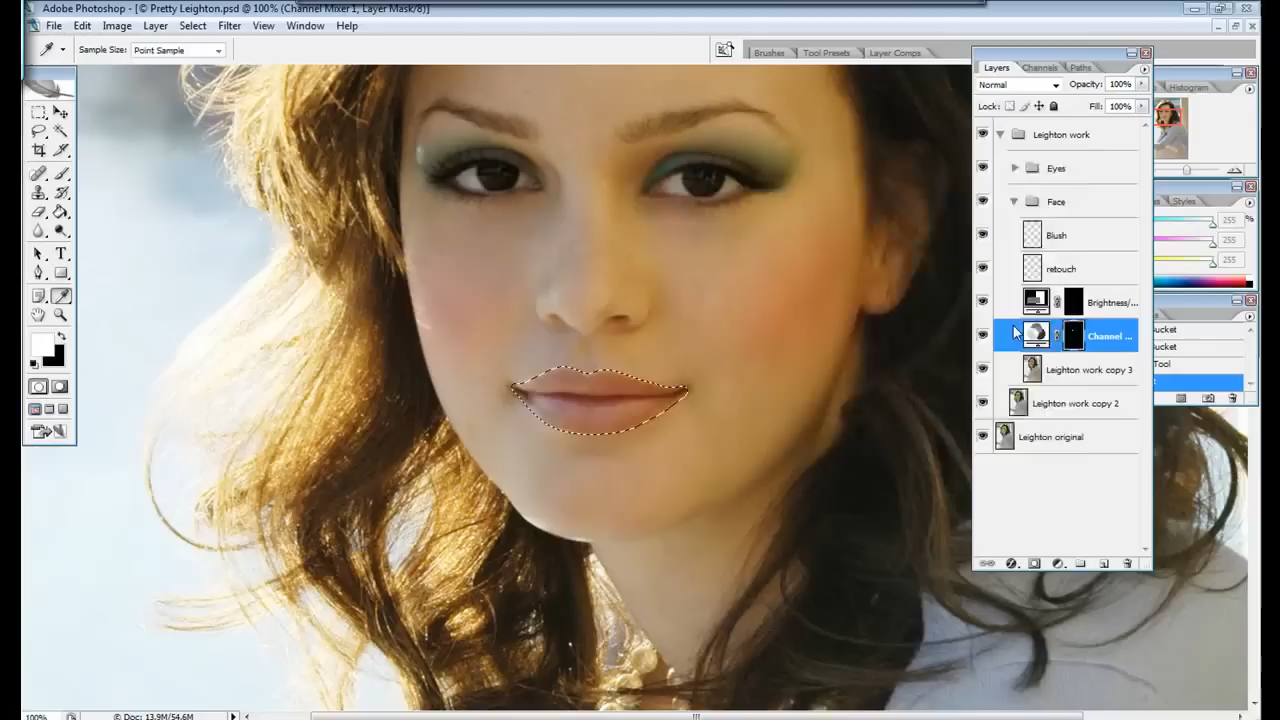 Adobe Photoshop - [© Pretty Leighton.psd @ 100% (Channel Mixer 1, Layer Mask/8)]
File Edit Image Layer Select Filter View Window Help
Sample Size: Point Sample
Brushes Tool Presets Layer Comps
Layers Channels Paths
Histogram
Normal Opacity: 100%
Lock: Fill: 100%
Leighton work
Eyes
Face
Styles
Blush
255 %
255
255
retouch
Brightness/...
Channel ...
Bucket
Bucket
Tool
Leighton work copy 3
Leighton work copy 2
Leighton original
100% © Doc: 13.9M/54.6M